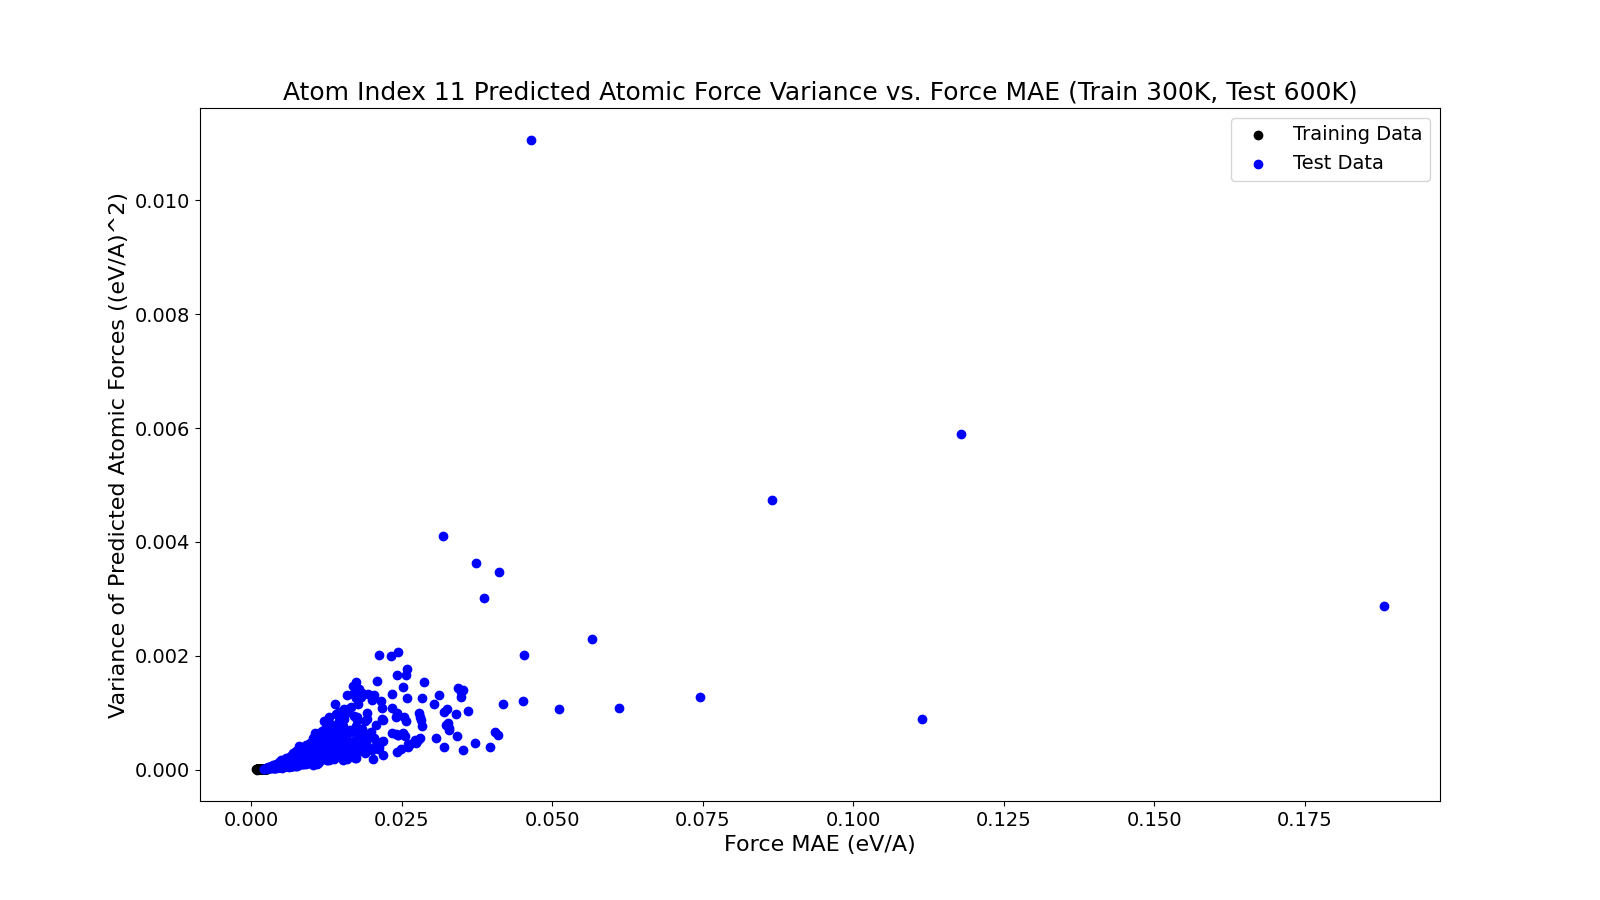 Atom Index 11 Predicted Atomic Force Variance vs. Force MAE (Train 300K, Test 600K)
Training Data
Test Data
Variance of Predicted Atomic Forces ((eV/A)^2)
0.010
0.008
0.006
0.004
0.002
0.000
0.000 0.025 0.050 0.075 0.100 0.125 0.150 0.175
Force MAE (eV/A)